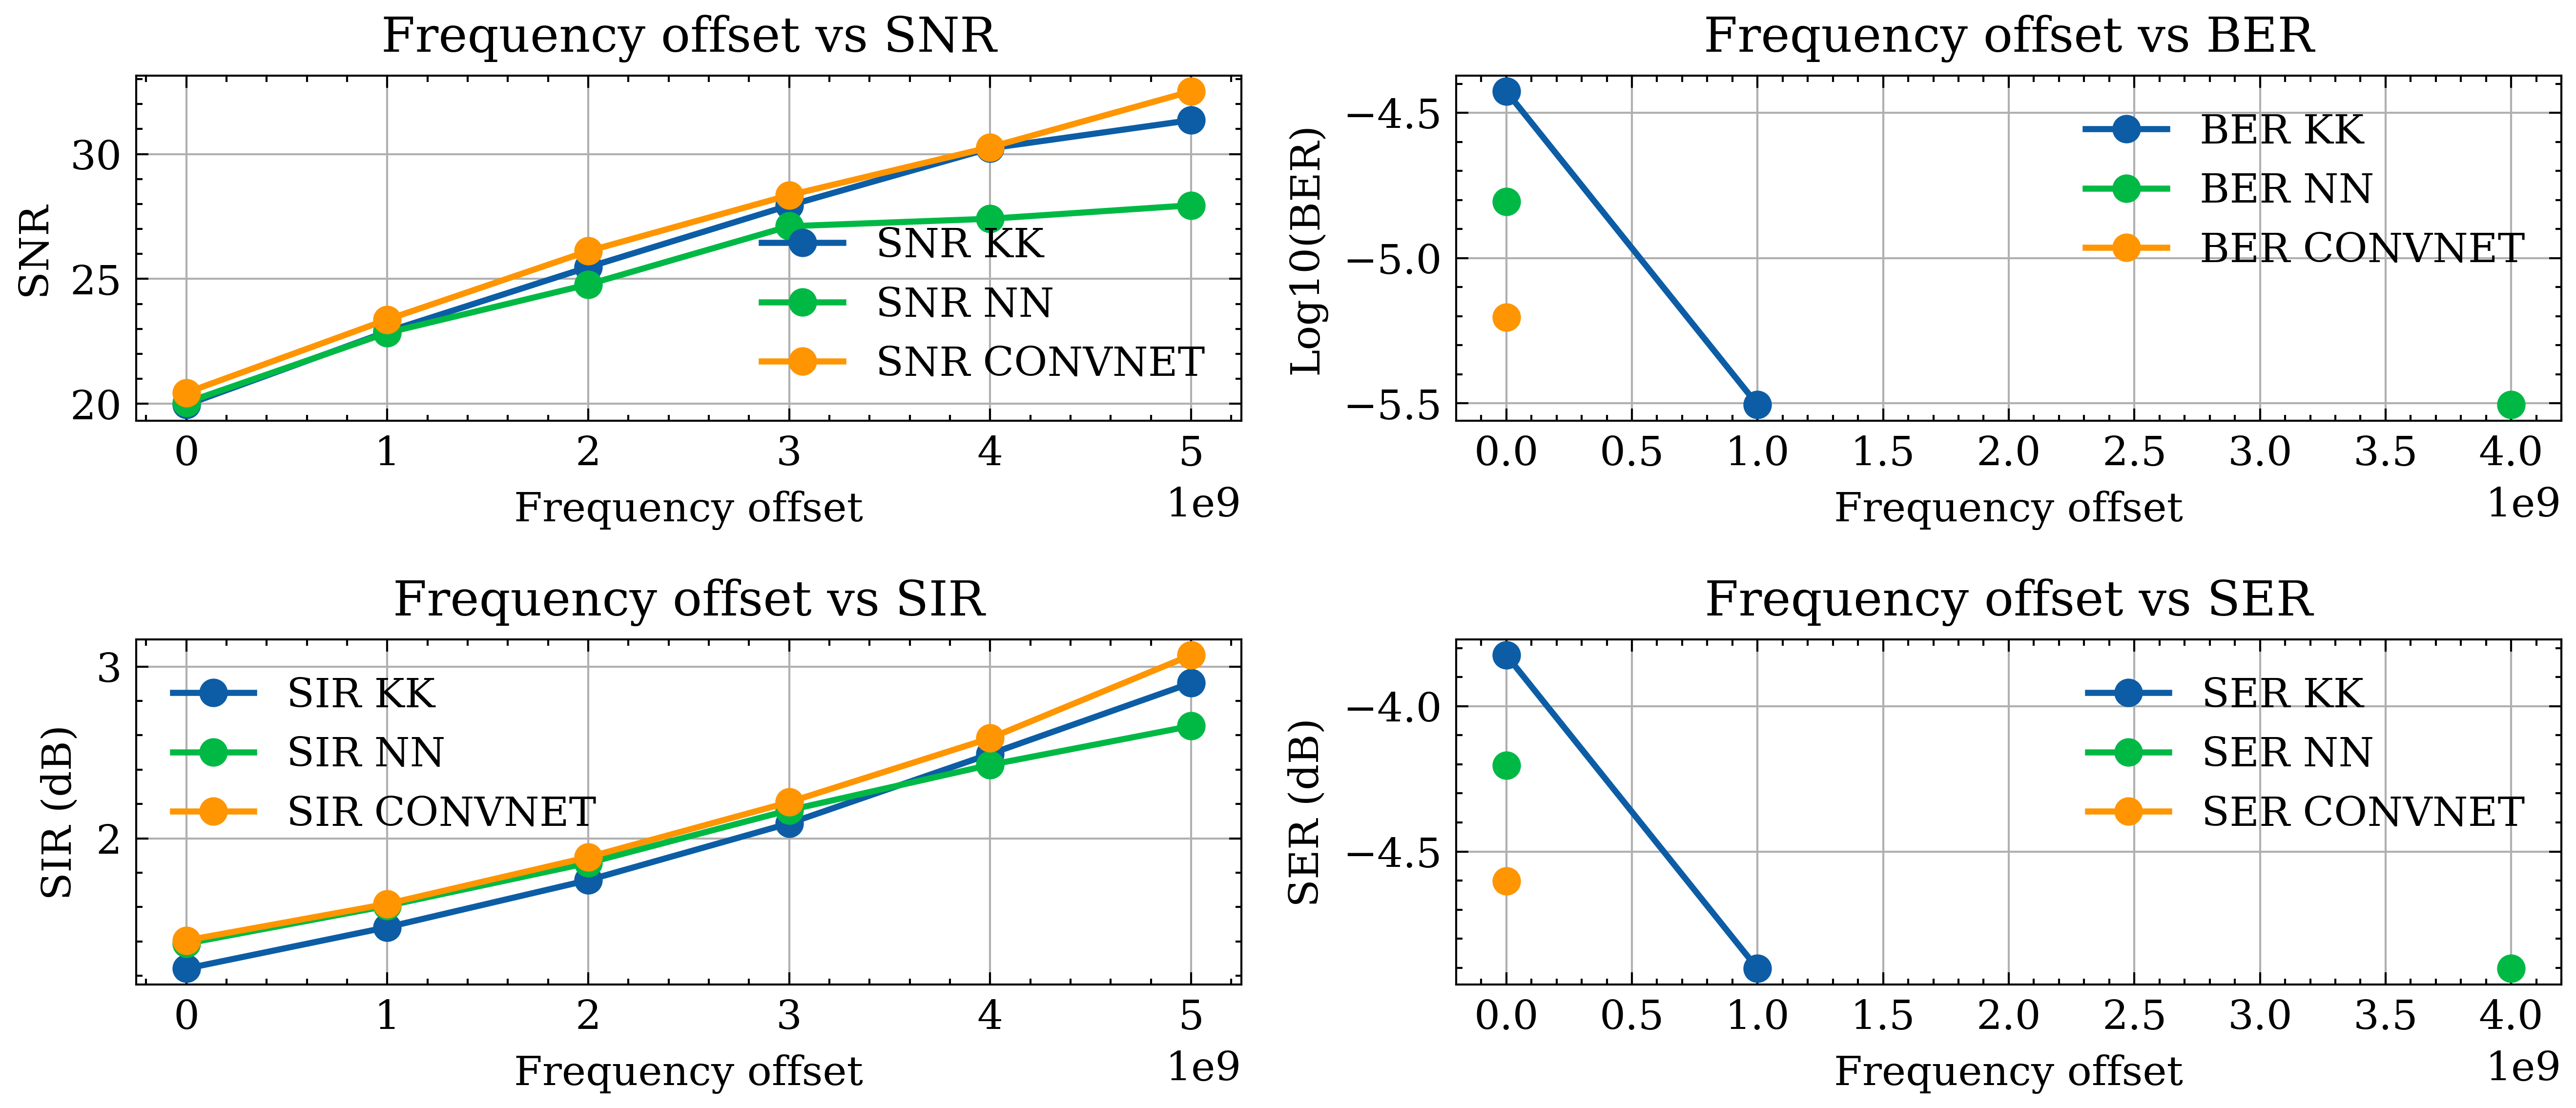 Frequency offset vs SNR
SNR
30
25
20
SNR KK
SNR NN
SNR CONVNET
0 1 2 3 4 5
Frequency offset
1e9
Frequency offset vs BER
Log10(BER)
−4.5
−5.0
−5.5
BER KK
BER NN
BER CONVNET
0.0 0.5 1.0 1.5 2.0 2.5 3.0 3.5 4.0
Frequency offset
1e9
Frequency offset vs SIR
SIR (dB)
3
2
SIR KK
SIR NN
SIR CONVNET
0 1 2 3 4 5
Frequency offset
1e9
Frequency offset vs SER
SER (dB)
−4.0
−4.5
SER KK
SER NN
SER CONVNET
0.0 0.5 1.0 1.5 2.0 2.5 3.0 3.5 4.0
Frequency offset
1e9